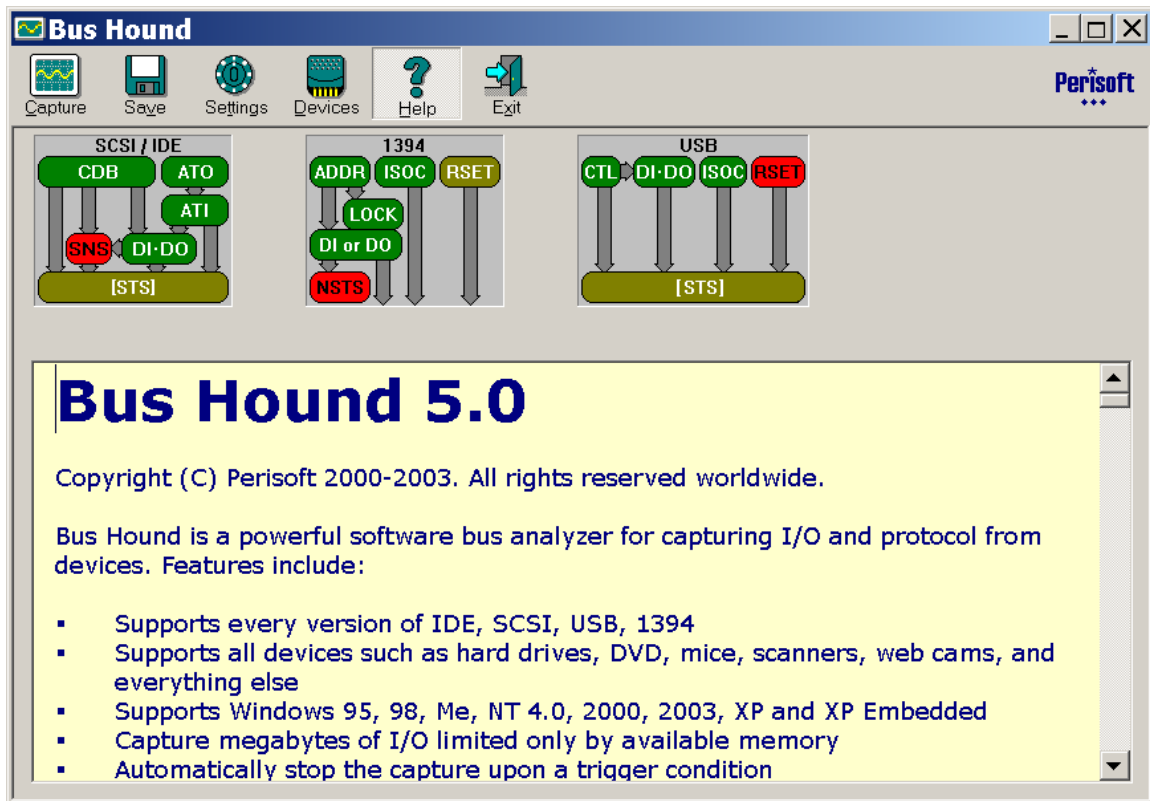 Bus Hound
Capture Save Settings Devices Help Exit
Perisoft
SCSI / IDE
CDB ATO
ATI
SNS DI·DO
[STS]
1394
ADDR ISOC RSET
LOCK
DI or DO
NSTS
USB
CTL DI·DO ISOC RSET
[STS]
Bus Hound 5.0
Copyright (C) Perisoft 2000-2003. All rights reserved worldwide.
Bus Hound is a powerful software bus analyzer for capturing I/O and protocol from
devices. Features include:
▪ Supports every version of IDE, SCSI, USB, 1394
▪ Supports all devices such as hard drives, DVD, mice, scanners, web cams, and
everything else
▪ Supports Windows 95, 98, Me, NT 4.0, 2000, 2003, XP and XP Embedded
▪ Capture megabytes of I/O limited only by available memory
▪ Automatically stop the capture upon a trigger condition